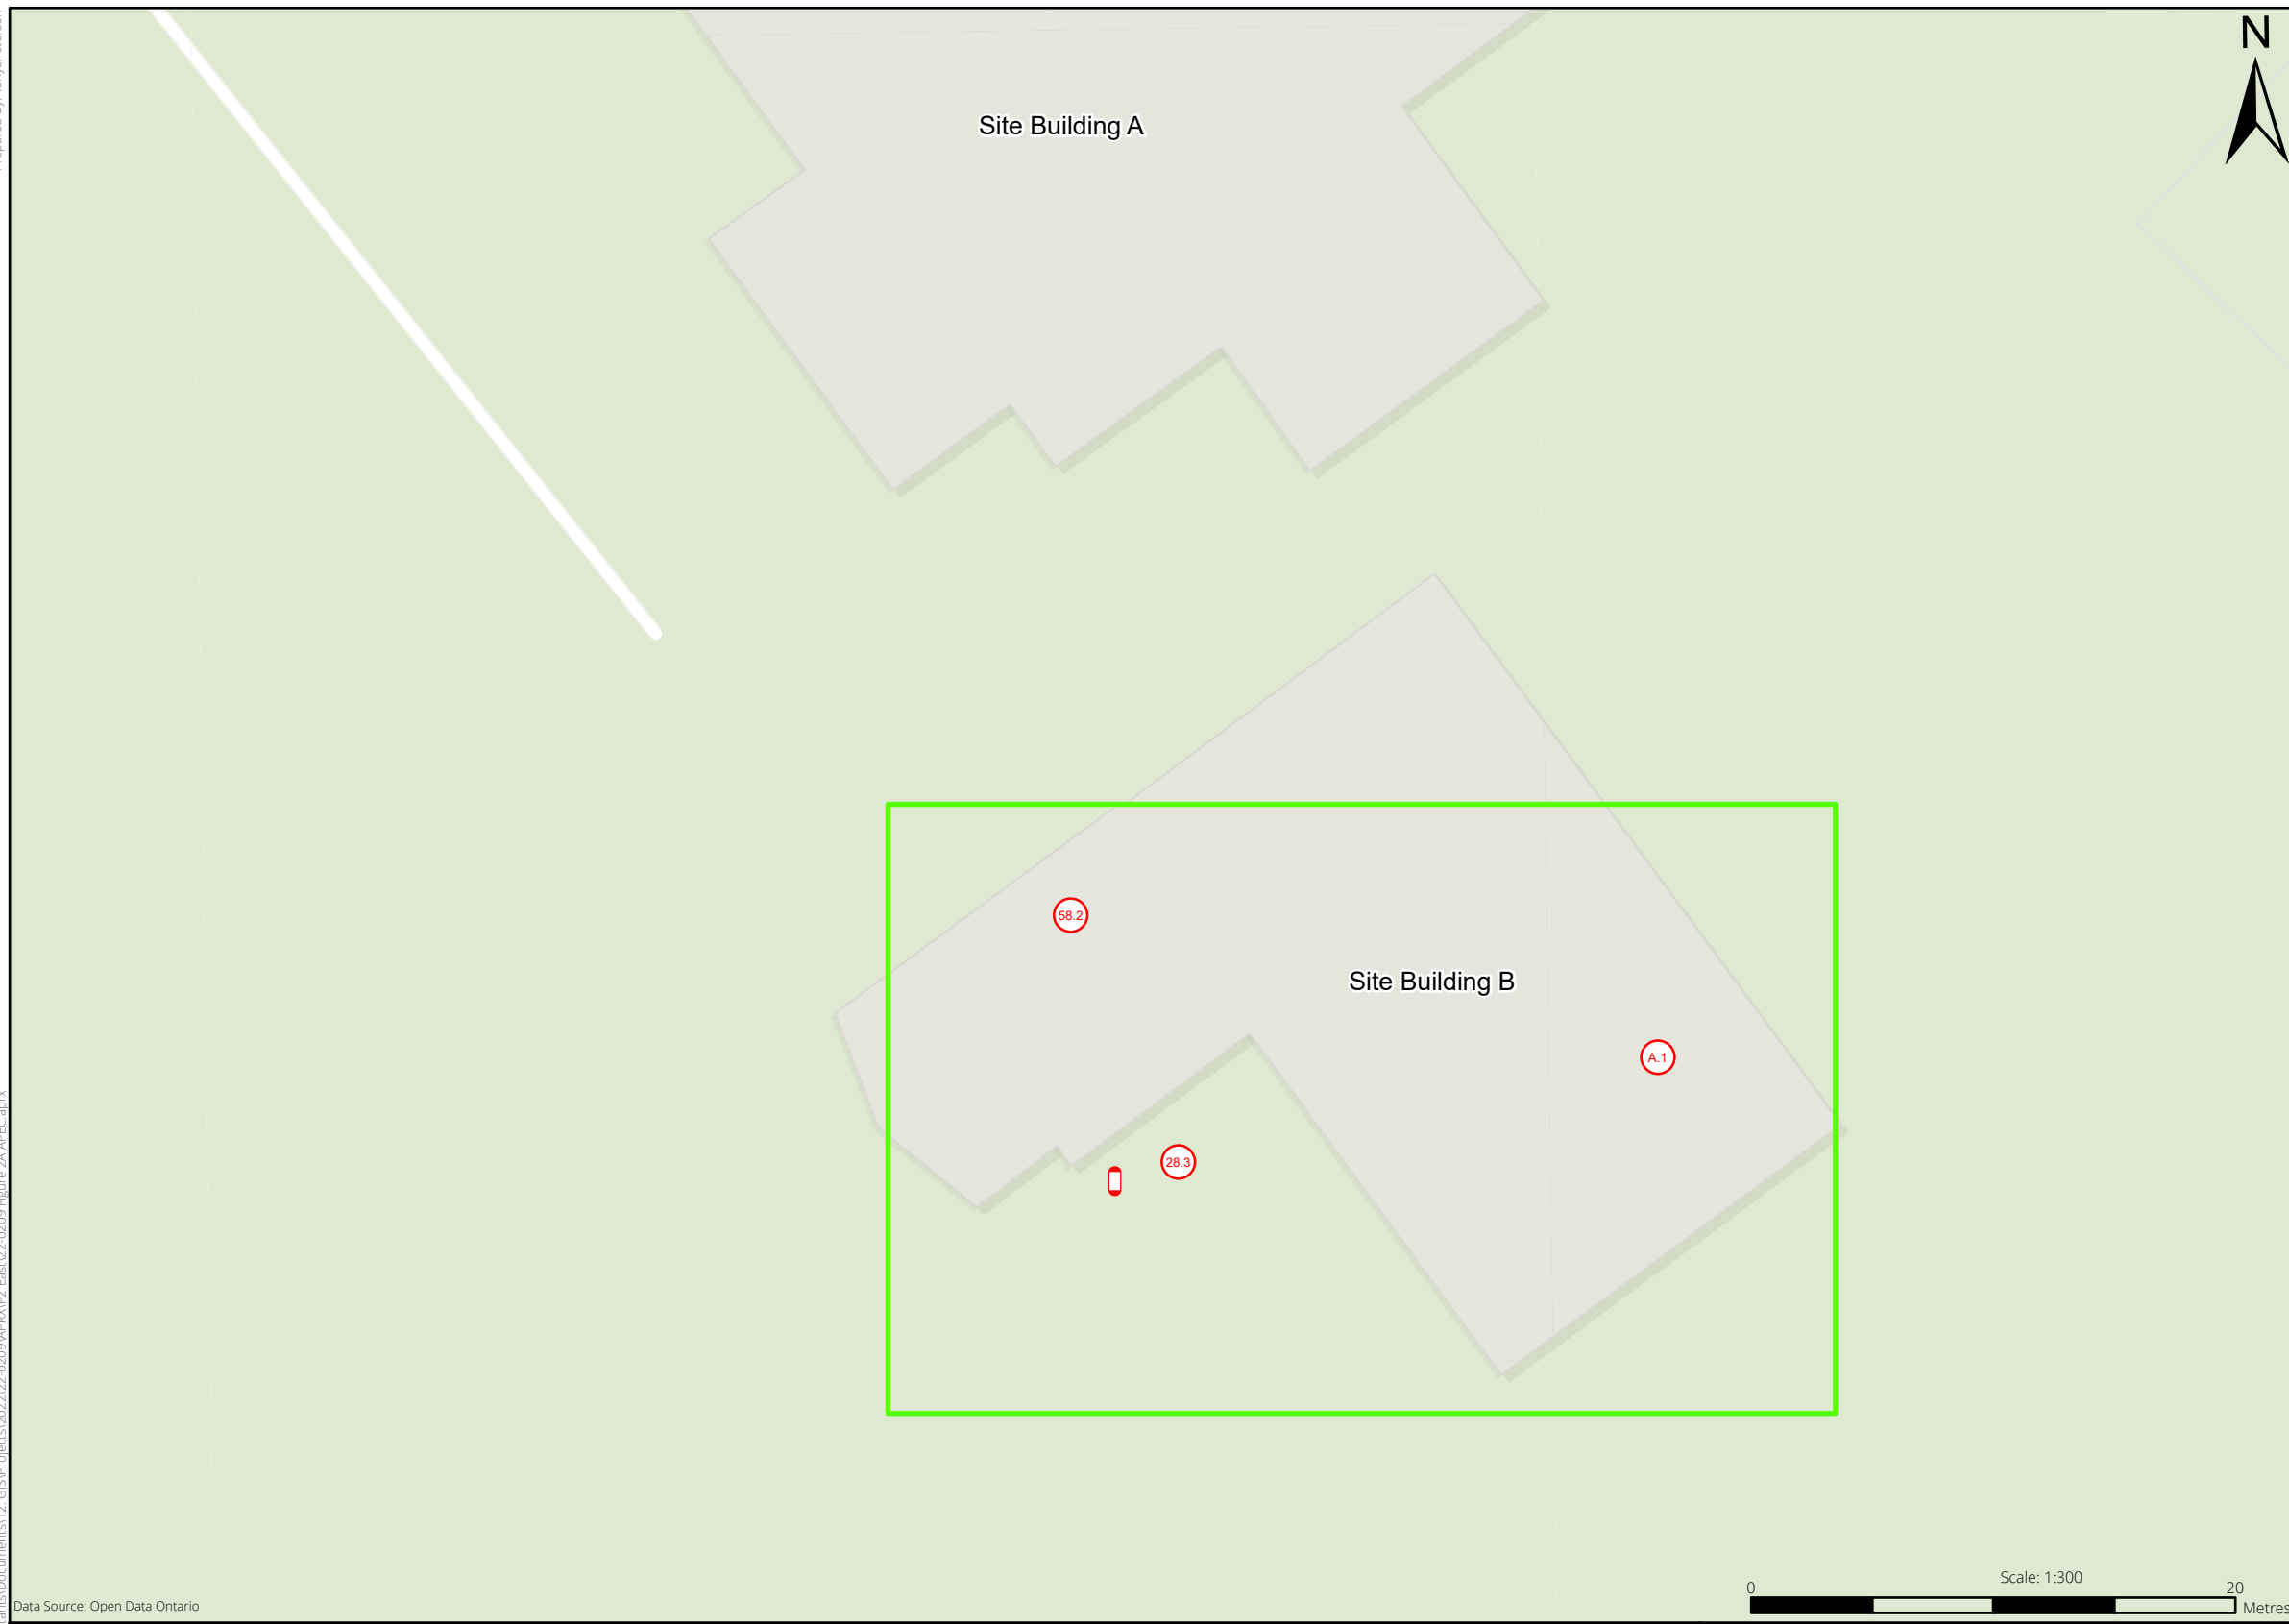 N
Site Building A
58.2
Site Building B
A.1
28.3
Scale: 1:300
0 20
Metres
Data Source: Open Data Ontario